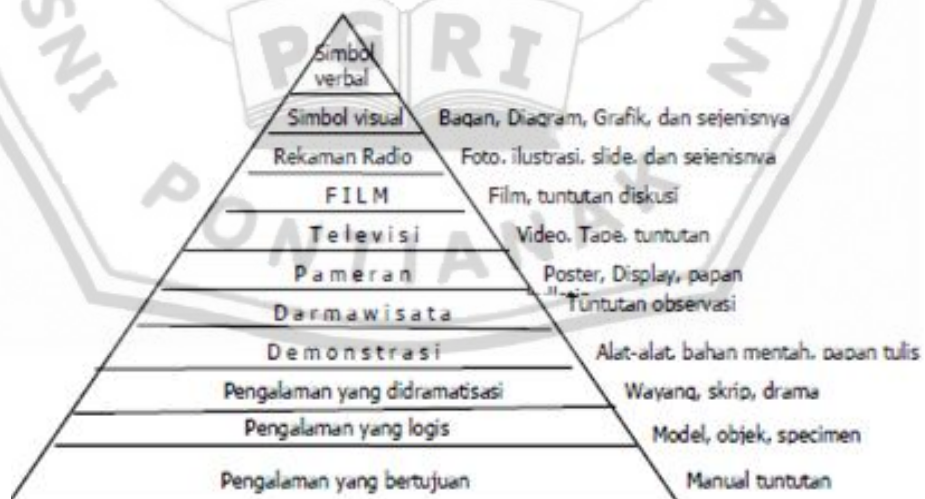 PGRI
PONTIANAK
Simbol
verbal
Simbol visual Bagan, Diagram, Grafik, dan sejenisnya
Rekaman Radio Foto, ilustrasi, slide, dan sejenisnya
FILM Film, tuntutan diskusi
Televisi Video, Tape, tuntutan
Pameran Poster, Display, papan
Darmawisata Tuntutan observasi
Demonstrasi Alat-alat, bahan mentah, papan tulis
Pengalaman yang didramatisasi Wayang, skrip, drama
Pengalaman yang logis Model, objek, specimen
Pengalaman yang bertujuan Manual tuntutan